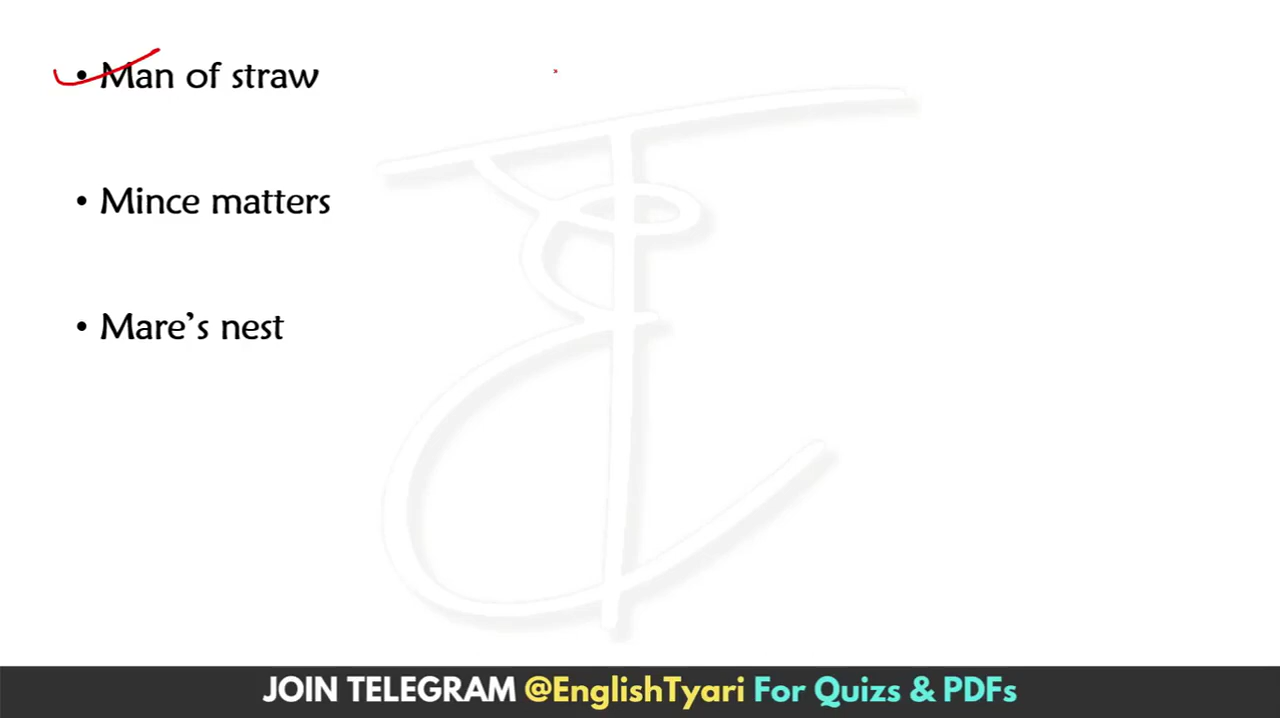 • Man of straw
• Mince matters
• Mare’s nest
JOIN TELEGRAM @EnglishTyari For Quizs & PDFs